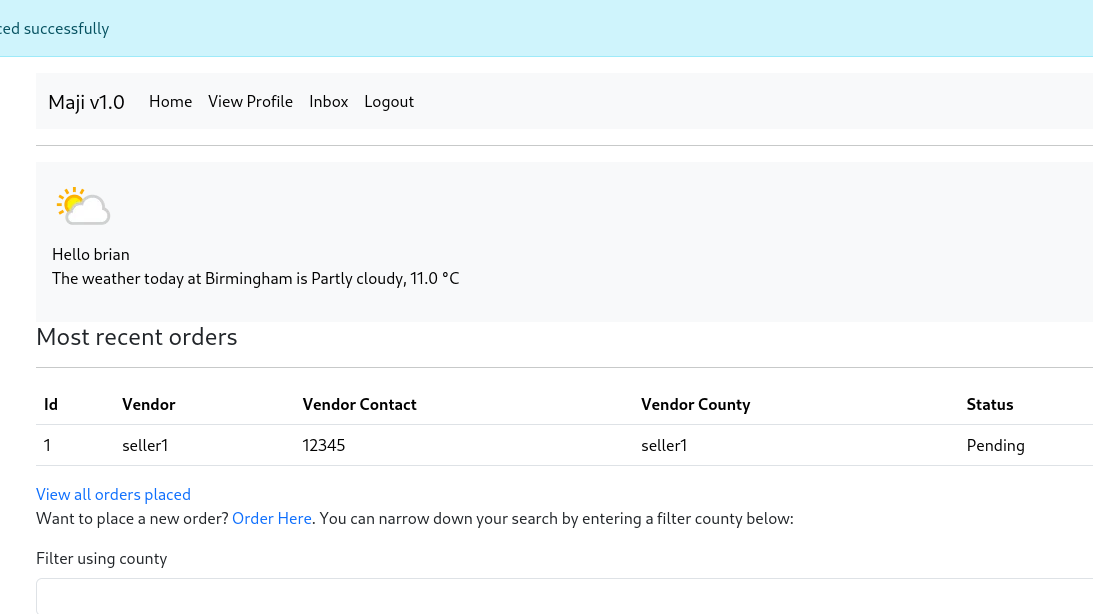 successfully
Maji v1.0 Home View Profile Inbox Logout
Hello brian
The weather today at Birmingham is Partly cloudy, 11.0 °C
Most recent orders
Id Vendor Vendor Contact Vendor County Status
1 seller1 12345 seller1 Pending
View all orders placed
Want to place a new order? Order Here. You can narrow down your search by entering a filter county below:
Filter using county